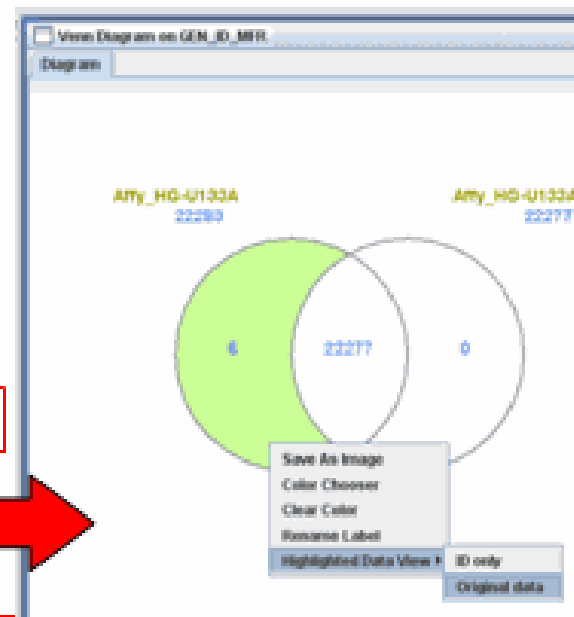 Venn Diagram on GEN_ID_MFR
Diagram
Affy_HG-U133A
22283
Affy_HG-U133A
22277
6
22277
0
Save As Image
Color Chooser
Clear Color
Rename Label
Highlighted Data View
ID only
Original data